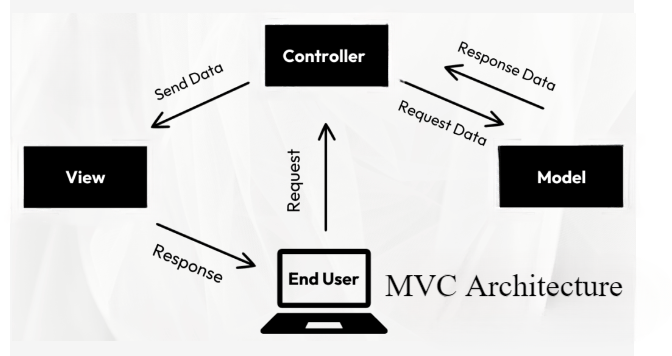 Controller
Response Data
Send Data
Request Data
Request
View
Model
Response
End User
MVC Architecture